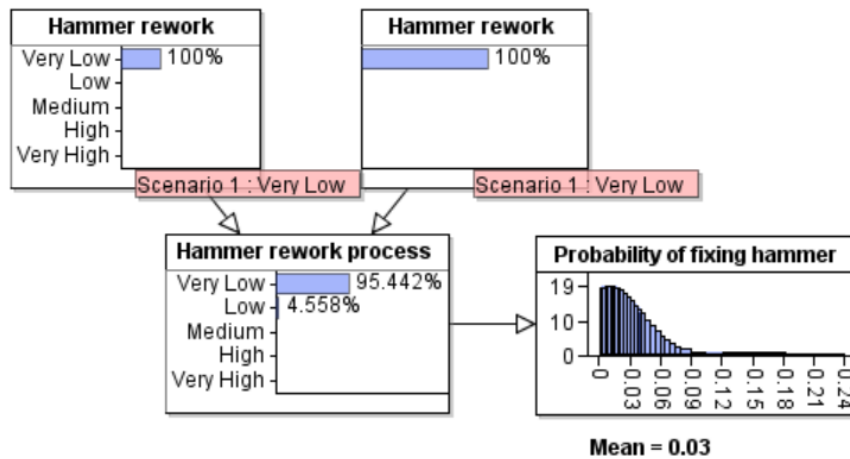 Hammer rework
Very Low
100%
Low
Medium
High
Very High
Scenario 1 : Very Low
Hammer rework
100%
Scenario 1 : Very Low
Hammer rework process
Very Low
95.442%
Low
4.558%
Medium
High
Very High
Probability of fixing hammer
19
10
0
0
0.03
0.06
0.09
0.12
0.15
0.18
0.21
0.24
Mean = 0.03